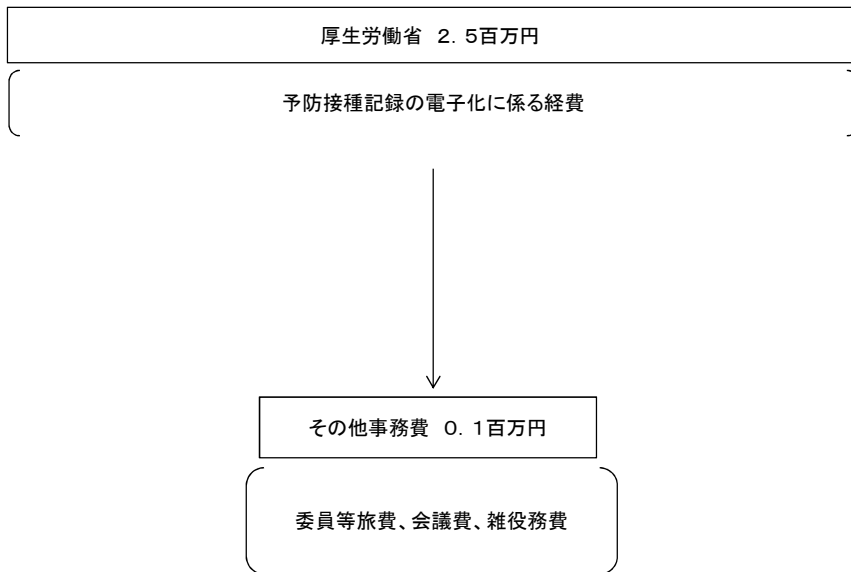 厚生労働省 2.5百万円
予防接種記録の電子化に係る経費
その他事務費 0.1百万円
委員等旅費、会議費、雑役務費